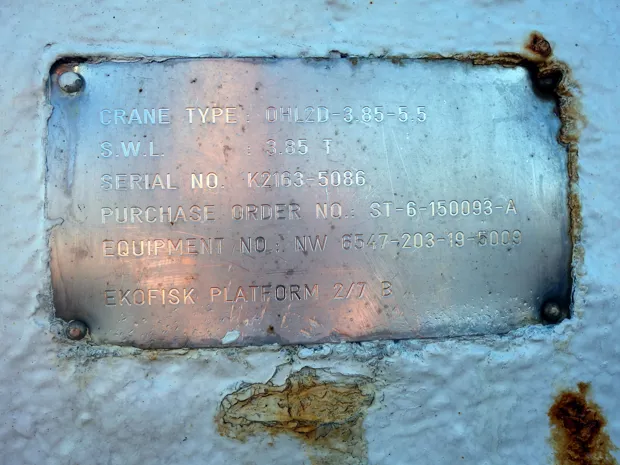 CRANE TYPE : OHL2D-3.85-5.5
S.W.L. : 3.85 T
SERIAL NO. K2163-5086
PURCHASE ORDER NO.: ST-6-150093-A
EQUIPMENT NO.: NW 6547-203-19-5009
EKOFISK PLATFORM 2/7 B